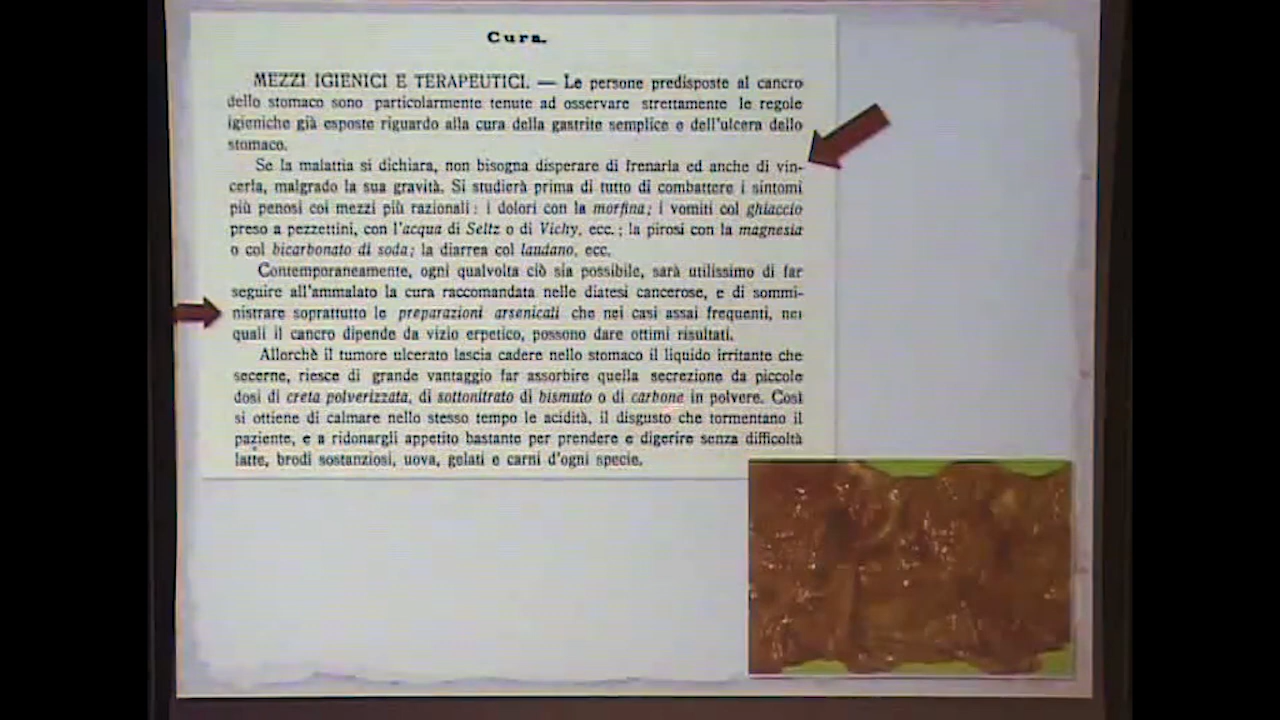 Cura.
MEZZI IGIENICI E TERAPEUTICI. — Le persone predisposte al cancro
dello stomaco sono particolarmente tenute ad osservare strettamente le regole
igieniche già esposte riguardo alla cura della gastrite semplice e dell'ulcera dello
stomaco.
Se la malattia si dichiara, non bisogna disperare di frenarla ed anche di vin-
cerla, malgrado la sua gravità. Si studierà prima di tutto di combattere i sintomi
più penosi coi mezzi più razionali: i dolori con la morfina; i vomiti col ghiaccio
preso a pezzettini, con l'acqua di Seltz o di Vichy, ecc.; la pirosi con la magnesia
o col bicarbonato di soda; la diarrea col laudano, ecc.
Contemporaneamente, ogni qualvolta ciò sia possibile, sarà utilissimo di far
seguire all'ammalato la cura raccomandata nelle diatesi cancerose, e di sommi-
nistrare soprattutto le preparazioni arsenicali che nei casi assai frequenti, nei
quali il cancro dipende da vizio erpetico, possono dare ottimi risultati.
Allorchè il tumore ulcerato lascia cadere nello stomaco il liquido irritante che
secerne, riesce di grande vantaggio far assorbire quella secrezione da piccole
dosi di creta polverizzata, di sottonitrato di bismuto o di carbone in polvere. Così
si ottiene di calmare nello stesso tempo le acidità, il disgusto che tormentano il
paziente, e a ridonargli appetito bastante per prendere e digerire senza difficoltà
latte, brodi sostanziosi, uova, gelati e carni d'ogni specie.